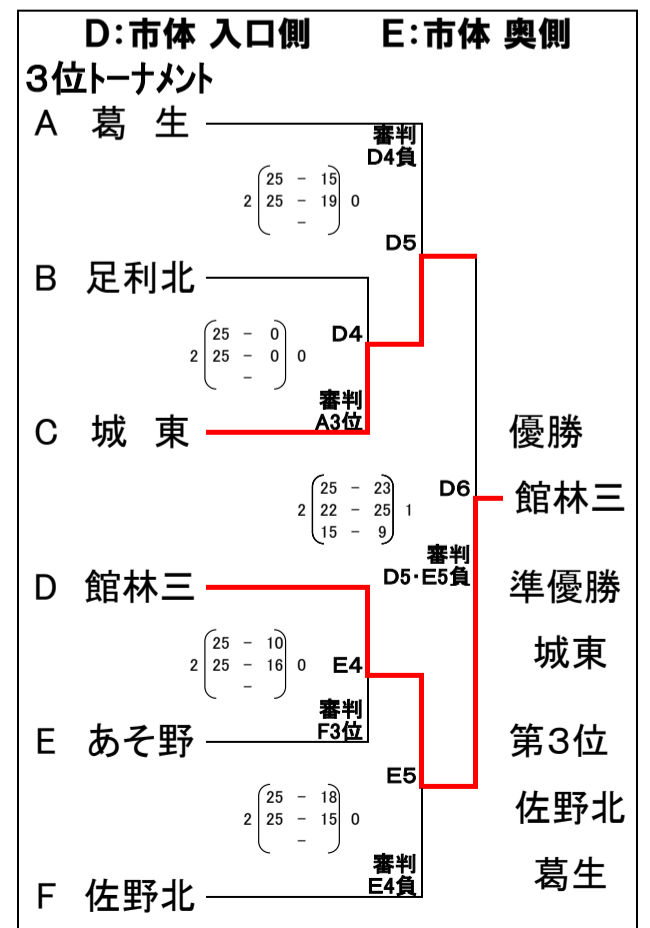 D:市体 入口側 E:市体 奥側
３位トーナメント
A 葛 生
審判
D4負
25 - 15
2 25 - 19 0
-
D5
B 足利北
25 - 0
2 25 - 0 0
-
D4
審判
A3位
C 城 東
優勝
25 - 23
2 22 - 25 1
15 - 9
D6
館林三
審判
D5･E5負
D 館林三
準優勝
城東
25 - 10
2 25 - 16 0
-
E4
審判
F3位
E あそ野
第３位
E5
25 - 18
2 25 - 15 0
-
佐野北
審判
E4負
葛生
F 佐野北